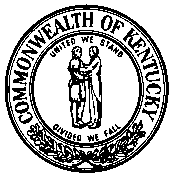 COMMONWEALTH OF KENTUCKY
UNITED WE STAND
DIVIDED WE FALL